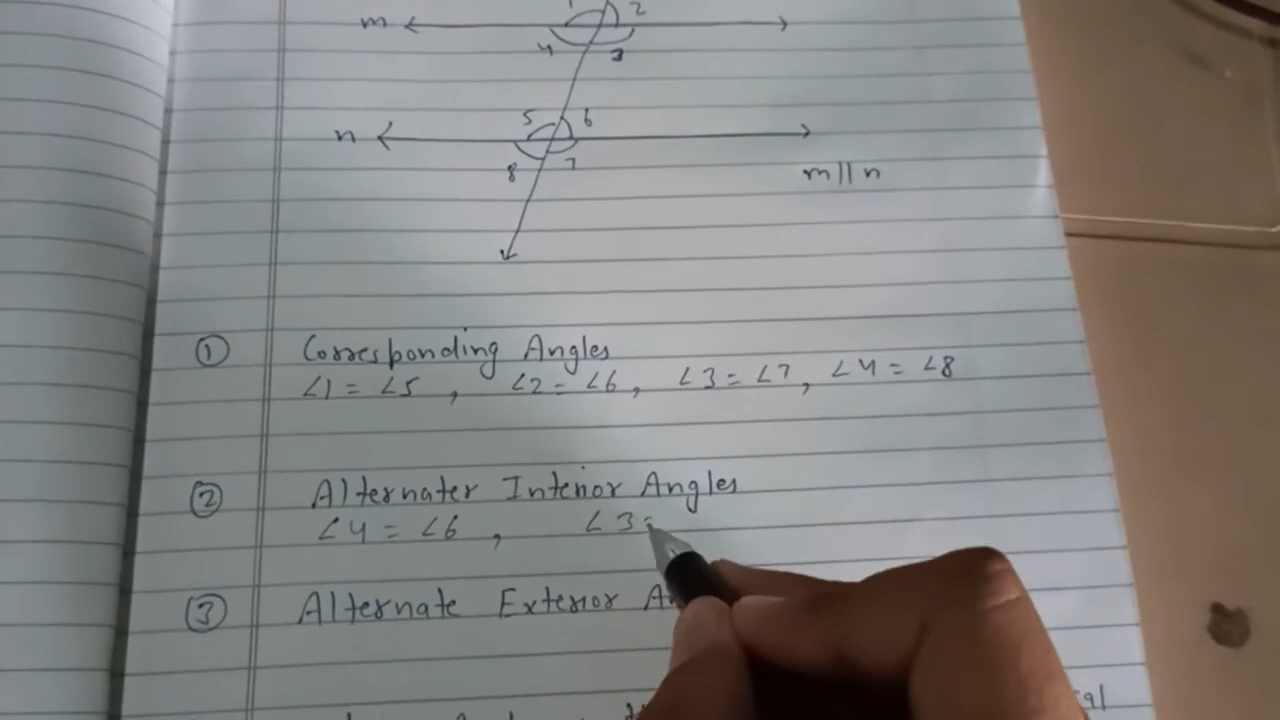 1 2
m
4 3
5 6
n
8 7
m||n
① Corresponding Angles
∠1 = ∠5 , ∠2 = ∠6, ∠3 = ∠7, ∠4 = ∠8
② Alternater Interior Angles
∠4 = ∠6 , ∠3=
③ Alternate Exterior